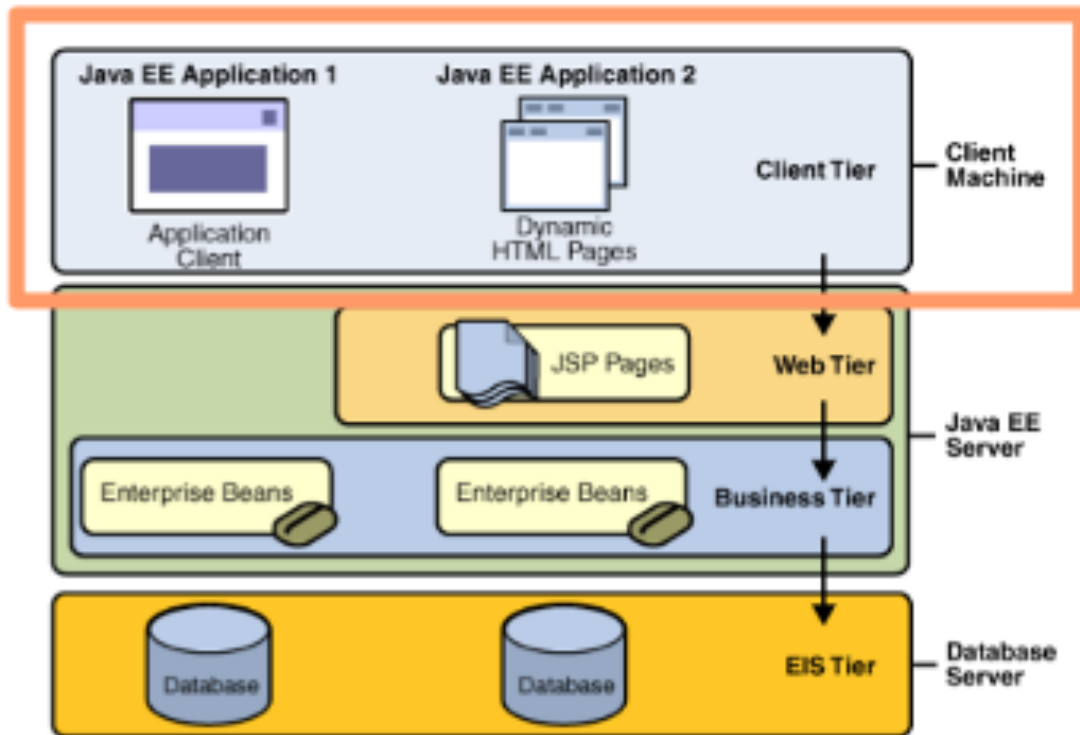 Java EE Application 1
Java EE Application 2
Application
Client
Dynamic
HTML Pages
Client Tier
Client
Machine
JSP Pages
Web Tier
Java EE
Server
Enterprise Beans
Enterprise Beans
Business Tier
Database
Database
EIS Tier
Database
Server